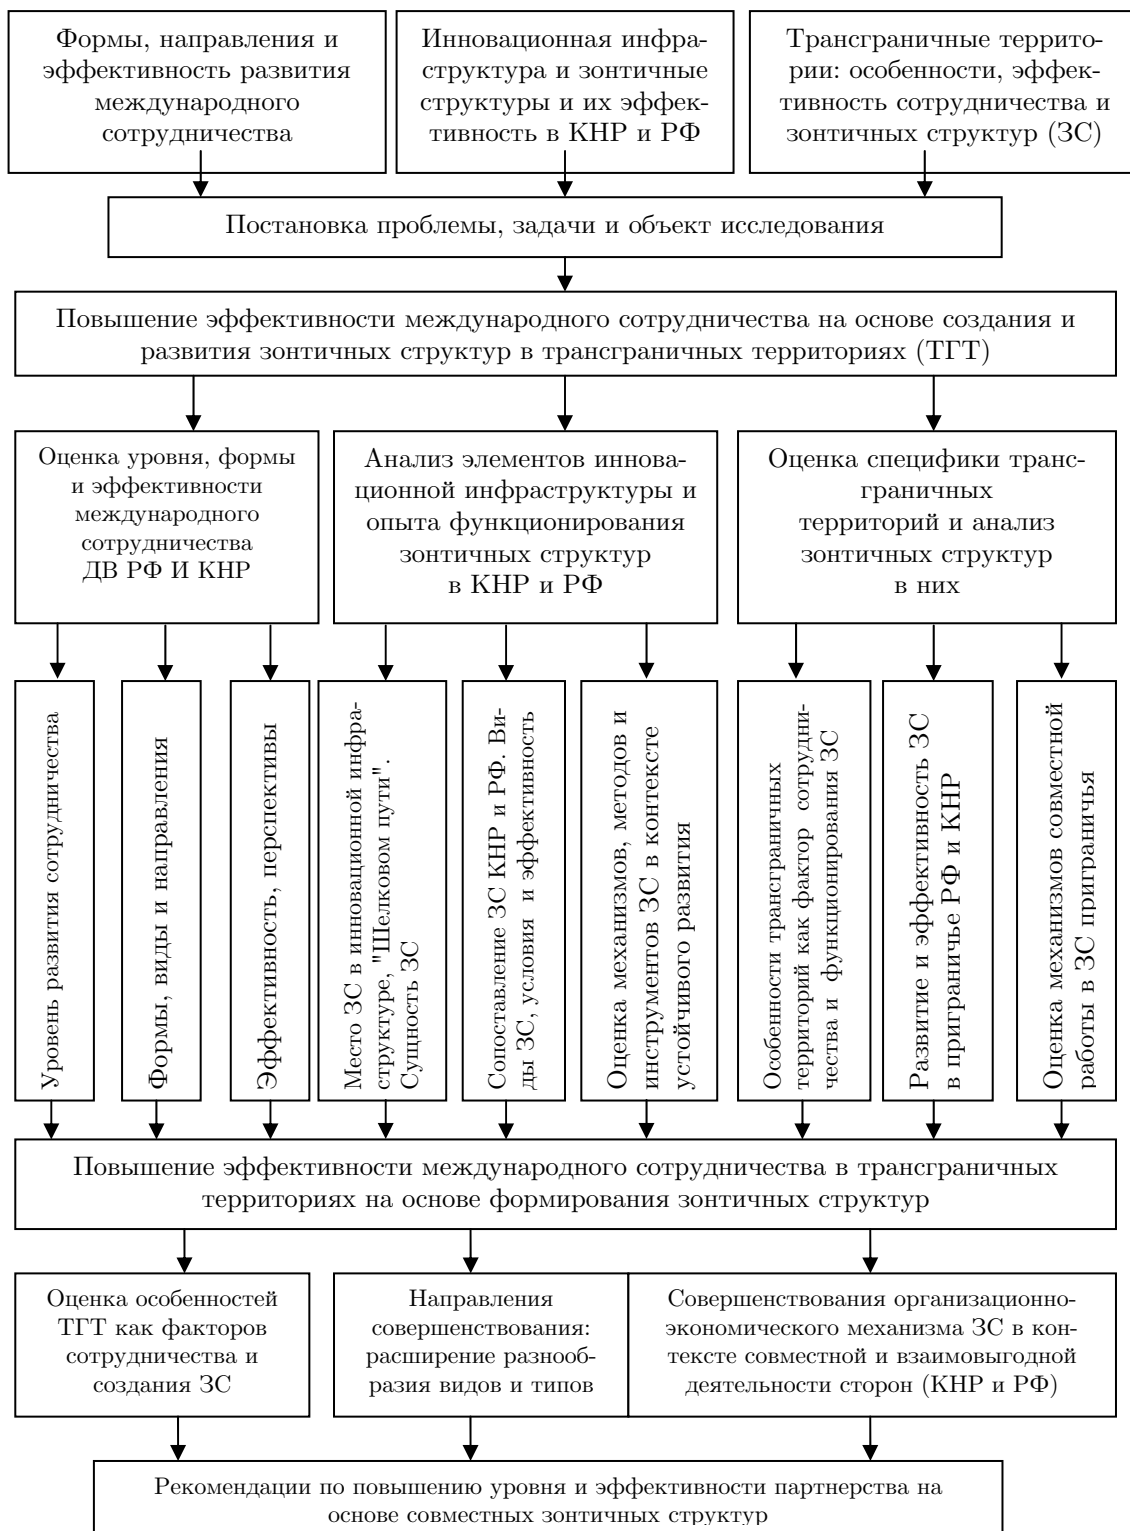 Формы, направления и
эффективность развития
международного
сотрудничества
Инновационная инфра-
структура и зонтичные
структуры и их эффек-
тивность в КНР и РФ
Трансграничные террито-
рии: особенности, эффек-
тивность сотрудничества и
зонтичных структур (ЗС)
Постановка проблемы, задачи и объект исследования
Повышение эффективности международного сотрудничества на основе создания и
развития зонтичных структур в трансграничных территориях (ТГТ)
Оценка уровня, формы
и эффективности
международного
сотрудничества
ДВ РФ И КНР
Анализ элементов иннова-
ционной инфраструктуры и
опыта функционирования
зонтичных структур
в КНР и РФ
Оценка специфики транс-
граничных
территорий и анализ
зонтичных структур
в них
Уровень развития сотрудничества
Формы, виды и направления
Эффективность, перспективы
Место ЗС в инновационной инфра-
структуре, "Шелковом пути".
Сущность ЗС
Сопоставление ЗС КНР и РФ. Ви-
ды ЗС, условия и эффективность
Оценка механизмов, методов и
инструментов ЗС в контексте
устойчивого развития
Особенности трансграничных
территорий как фактор сотрудни-
чества и функционирования ЗС
Развитие и эффективность ЗС
в приграничье РФ и КНР
Оценка механизмов совместной
работы в ЗС приграничья
Повышение эффективности международного сотрудничества в трансграничных
территориях на основе формирования зонтичных структур
Оценка особенностей
ТГТ как факторов
сотрудничества и
создания ЗС
Направления
совершенствования:
расширение разнооб-
разия видов и типов
Совершенствования организационно-
экономического механизма ЗС в кон-
тексте совместной и взаимовыгодной
деятельности сторон (КНР и РФ)
Рекомендации по повышению уровня и эффективности партнерства на
основе совместных зонтичных структур